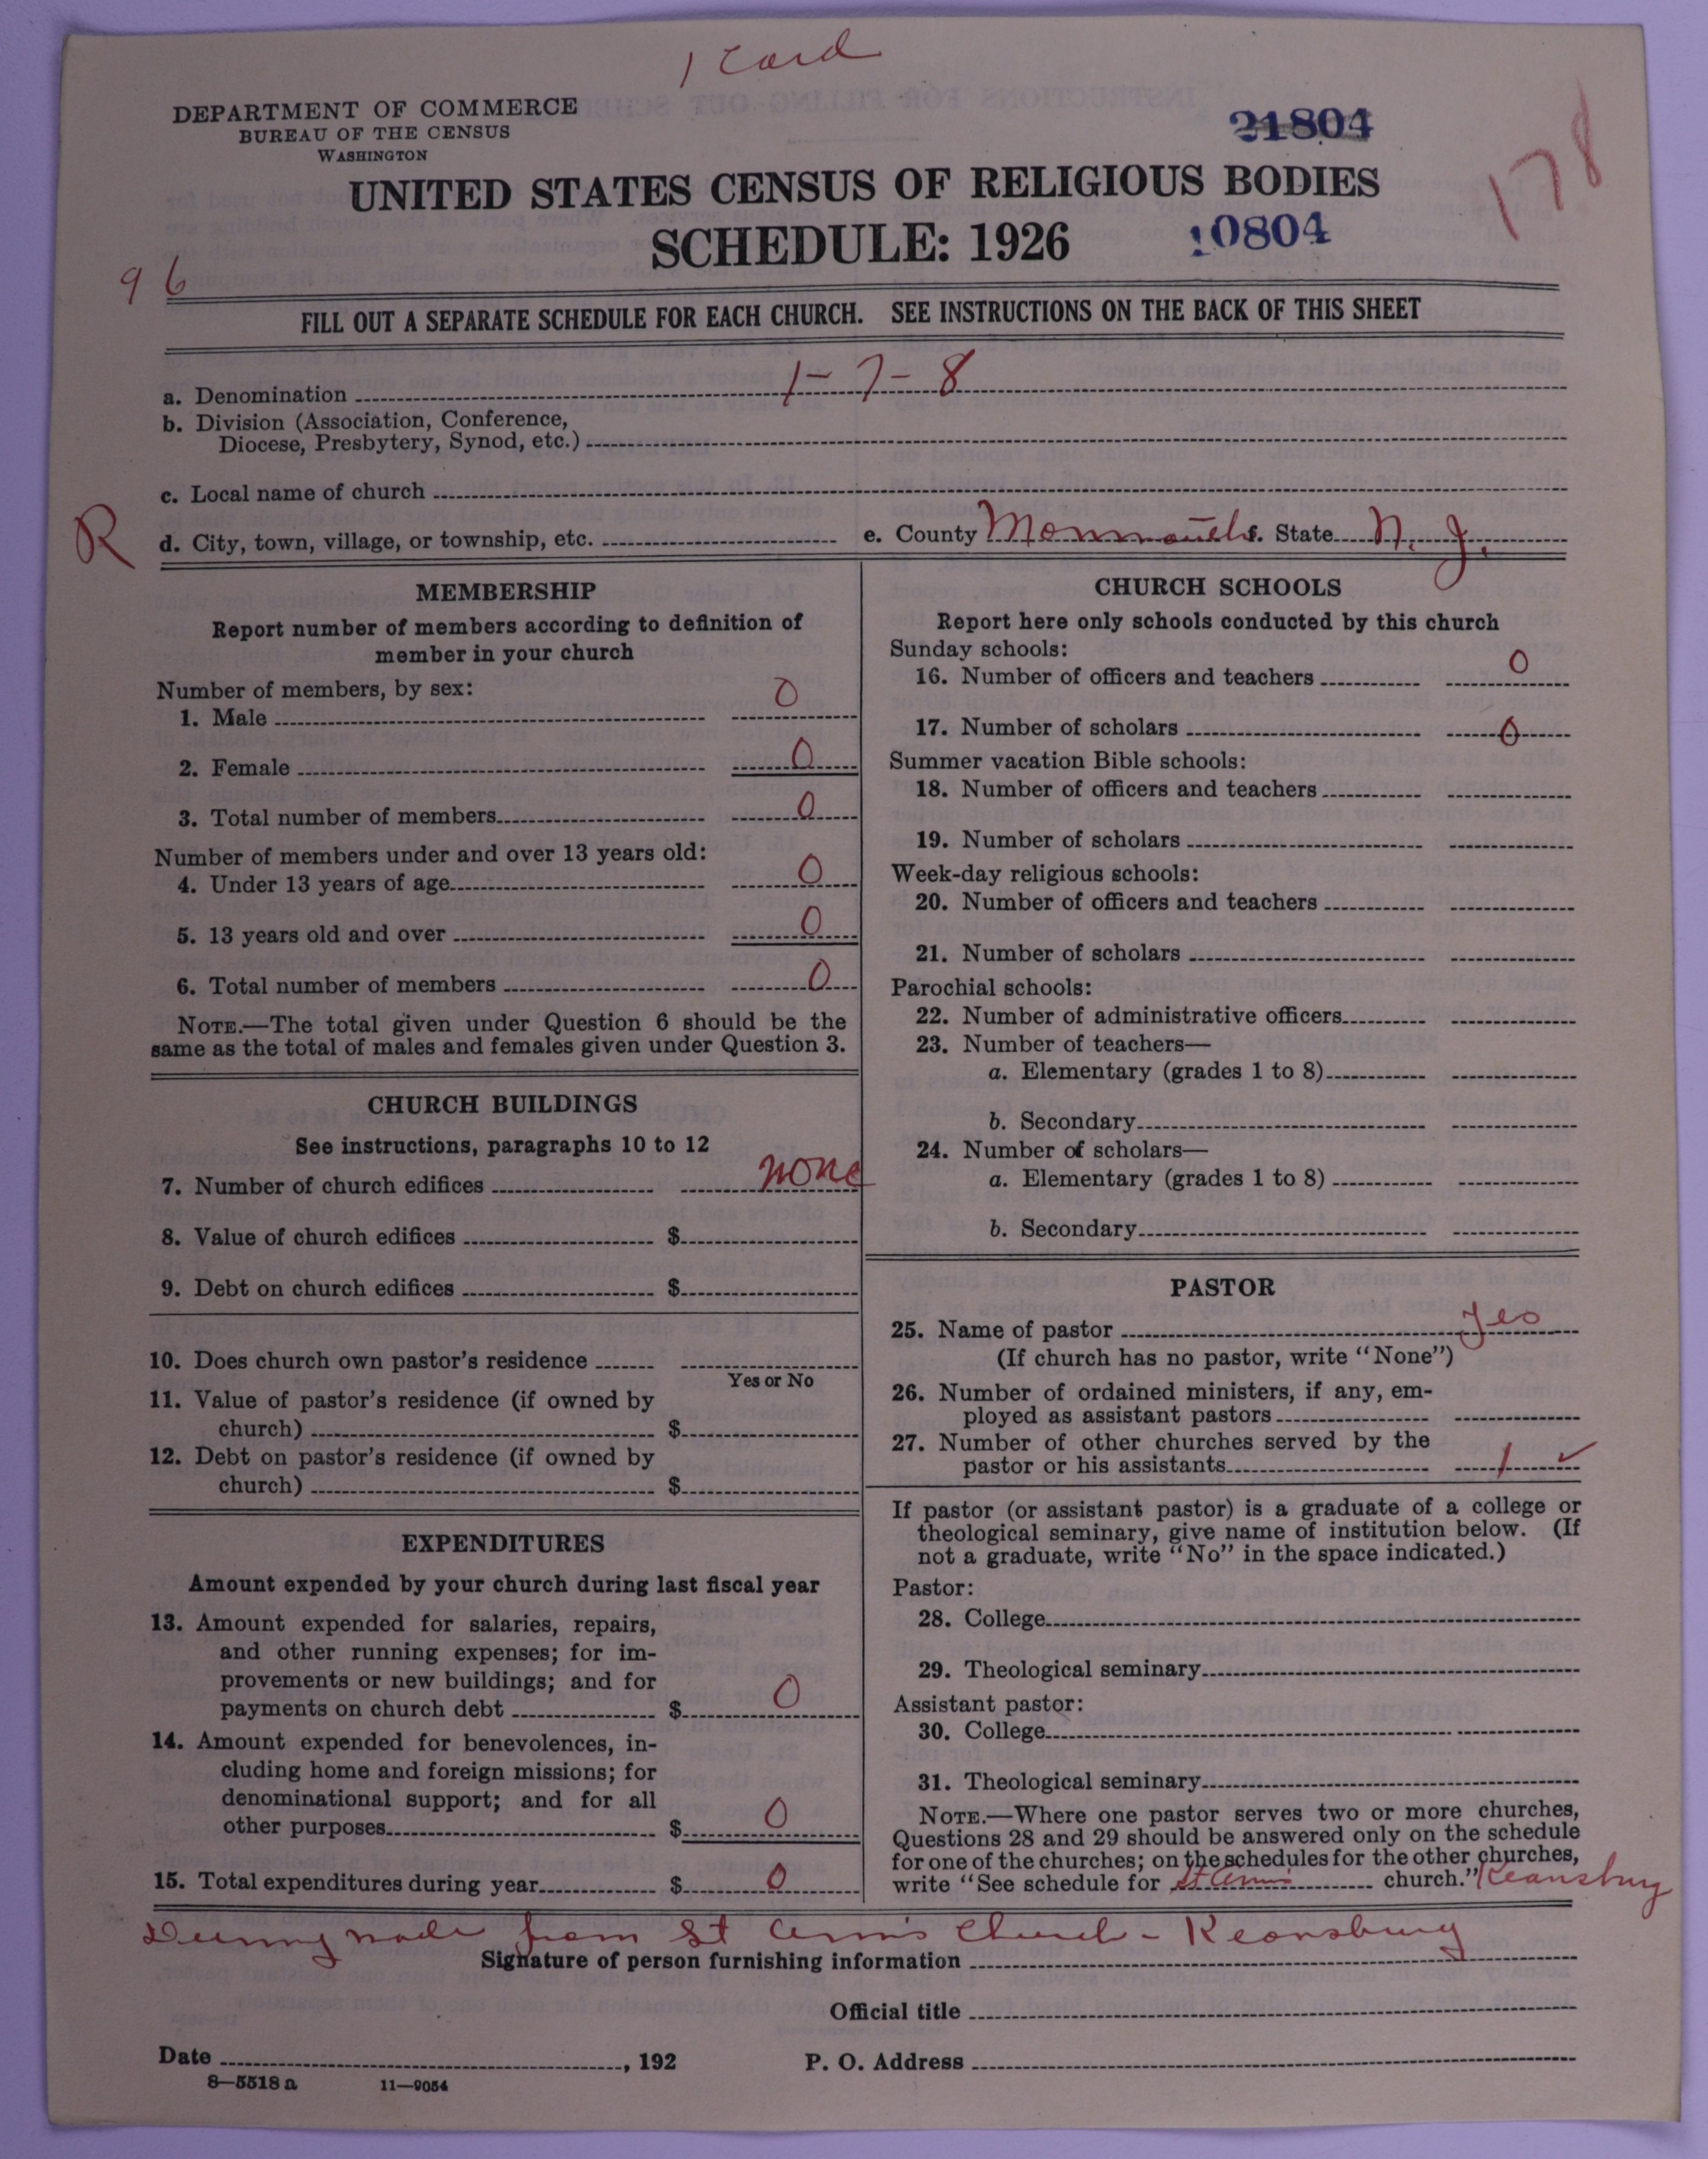 1 Card
DEPARTMENT OF COMMERCE
BUREAU OF THE CENSUS
WASHINGTON
21804
178
UNITED STATES CENSUS OF RELIGIOUS BODIES
SCHEDULE: 1926
10804
96
FILL OUT A SEPARATE SCHEDULE FOR EACH CHURCH. SEE INSTRUCTIONS ON THE BACK OF THIS SHEET
a. Denomination 1-7-8
b. Division (Association, Conference,
Diocese, Presbytery, Synod, etc.)
c. Local name of church
R
d. City, town, village, or township, etc. e. County Monmouth f. State N. J.
MEMBERSHIP
Report number of members according to definition of
member in your church
Number of members, by sex:
1. Male 0
2. Female 0
3. Total number of members 0
Number of members under and over 13 years old:
4. Under 13 years of age 0
5. 13 years old and over 0
6. Total number of members 0
NOTE.—The total given under Question 6 should be the
same as the total of males and females given under Question 3.
CHURCH BUILDINGS
See instructions, paragraphs 10 to 12
7. Number of church edifices none
8. Value of church edifices $
9. Debt on church edifices $
10. Does church own pastor's residence
Yes or No
11. Value of pastor's residence (if owned by
church) $
12. Debt on pastor's residence (if owned by
church) $
EXPENDITURES
Amount expended by your church during last fiscal year
13. Amount expended for salaries, repairs,
and other running expenses; for im-
provements or new buildings; and for
payments on church debt $ 0
14. Amount expended for benevolences, in-
cluding home and foreign missions; for
denominational support; and for all
other purposes $ 0
15. Total expenditures during year $ 0
CHURCH SCHOOLS
Report here only schools conducted by this church
Sunday schools:
16. Number of officers and teachers 0
17. Number of scholars 0
Summer vacation Bible schools:
18. Number of officers and teachers
19. Number of scholars
Week-day religious schools:
20. Number of officers and teachers
21. Number of scholars
Parochial schools:
22. Number of administrative officers
23. Number of teachers—
a. Elementary (grades 1 to 8)
b. Secondary
24. Number of scholars—
a. Elementary (grades 1 to 8)
b. Secondary
PASTOR
25. Name of pastor Yes
(If church has no pastor, write "None")
26. Number of ordained ministers, if any, em-
ployed as assistant pastors
27. Number of other churches served by the
pastor or his assistants 1 ✓
If pastor (or assistant pastor) is a graduate of a college or
theological seminary, give name of institution below. (If
not a graduate, write "No" in the space indicated.)
Pastor:
28. College
29. Theological seminary
Assistant pastor:
30. College
31. Theological seminary
NOTE.—Where one pastor serves two or more churches,
Questions 28 and 29 should be answered only on the schedule
for one of the churches; on the schedules for the other churches,
write "See schedule for St Ann's church." Keansburg
Dummy made from St Ann's Church - Keansburg
Signature of person furnishing information
Official title
Date , 192 P. O. Address
8—5518 a 11—9054